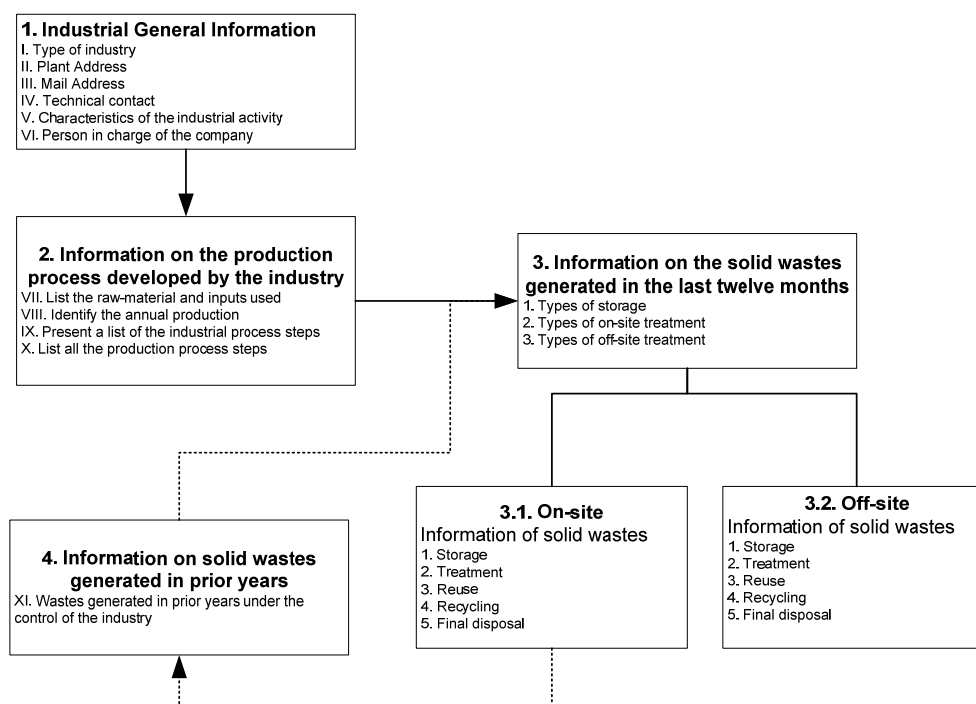 1. Industrial General Information
I. Type of industry
II. Plant Address
III. Mail Address
IV. Technical contact
V. Characteristics of the industrial activity
VI. Person in charge of the company
2. Information on the production
process developed by the industry
VII. List the raw-material and inputs used
VIII. Identify the annual production
IX. Present a list of the industrial process steps
X. List all the production process steps
3. Information on the solid wastes
generated in the last twelve months
1. Types of storage
2. Types of on-site treatment
3. Types of off-site treatment
4. Information on solid wastes
generated in prior years
XI. Wastes generated in prior years under the
control of the industry
3.1. On-site
Information of solid wastes
1. Storage
2. Treatment
3. Reuse
4. Recycling
5. Final disposal
3.2. Off-site
Information of solid wastes
1. Storage
2. Treatment
3. Reuse
4. Recycling
5. Final disposal